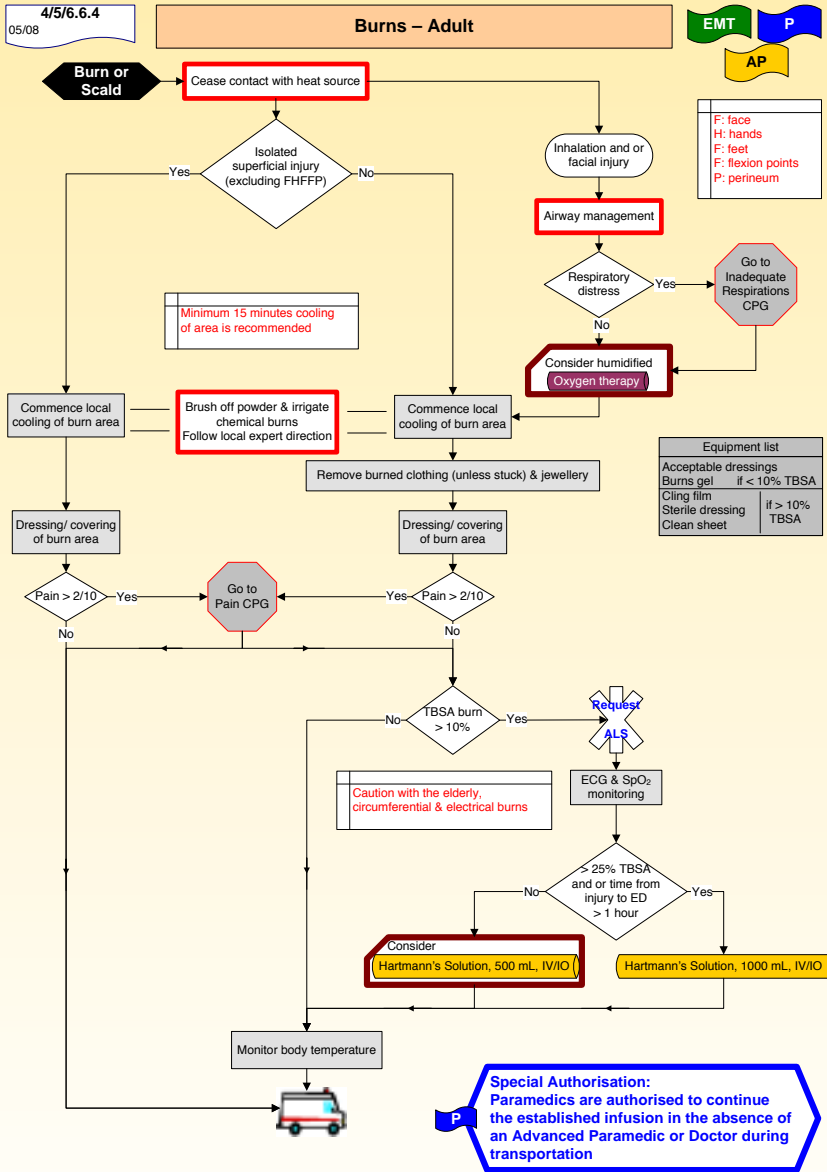 4/5/6.6.4
05/08
Burns – Adult
EMT
P
AP
Burn or
Scald
Cease contact with heat source
F: face
H: hands
F: feet
F: flexion points
P: perineum
Isolated
superficial injury
(excluding FHFFP)
Yes
No
Inhalation and or
facial injury
Airway management
Respiratory
distress
Yes
No
Go to
Inadequate
Respirations
CPG
Minimum 15 minutes cooling
of area is recommended
Consider humidified
Oxygen therapy
Commence local
cooling of burn area
Brush off powder & irrigate
chemical burns
Follow local expert direction
Commence local
cooling of burn area
Equipment list
Acceptable dressings
Burns gel if < 10% TBSA
Cling film
Sterile dressing
Clean sheet
if > 10%
TBSA
Remove burned clothing (unless stuck) & jewellery
Dressing/ covering
of burn area
Dressing/ covering
of burn area
Pain > 2/10
Yes
No
Go to
Pain CPG
Yes
Pain > 2/10
No
TBSA burn
> 10%
No
Yes
Request
ALS
ECG & SpO₂
monitoring
Caution with the elderly,
circumferential & electrical burns
> 25% TBSA
and or time from
injury to ED
> 1 hour
No
Yes
Consider
Hartmann's Solution, 500 mL, IV/IO
Hartmann's Solution, 1000 mL, IV/IO
Monitor body temperature
P
Special Authorisation:
Paramedics are authorised to continue
the established infusion in the absence of
an Advanced Paramedic or Doctor during
transportation